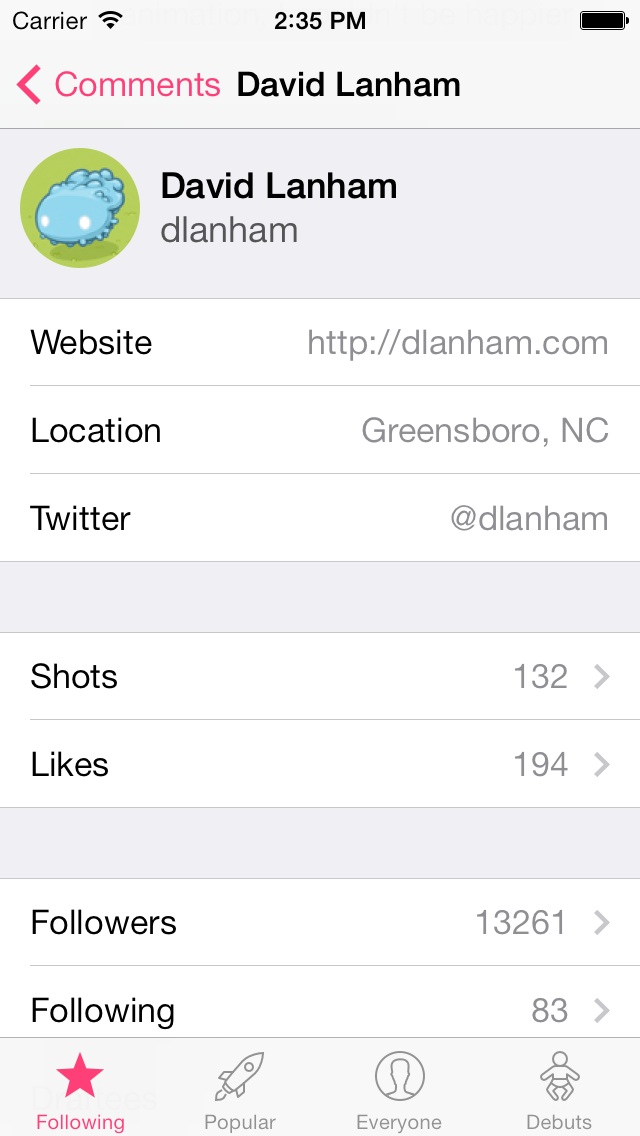 Carrier 2:35 PM
Comments David Lanham
David Lanham
dlanham
Website http://dlanham.com
Location Greensboro, NC
Twitter @dlanham
Shots 132
Likes 194
Followers 13261
Following 83
Draftees
Following Popular Everyone Debuts